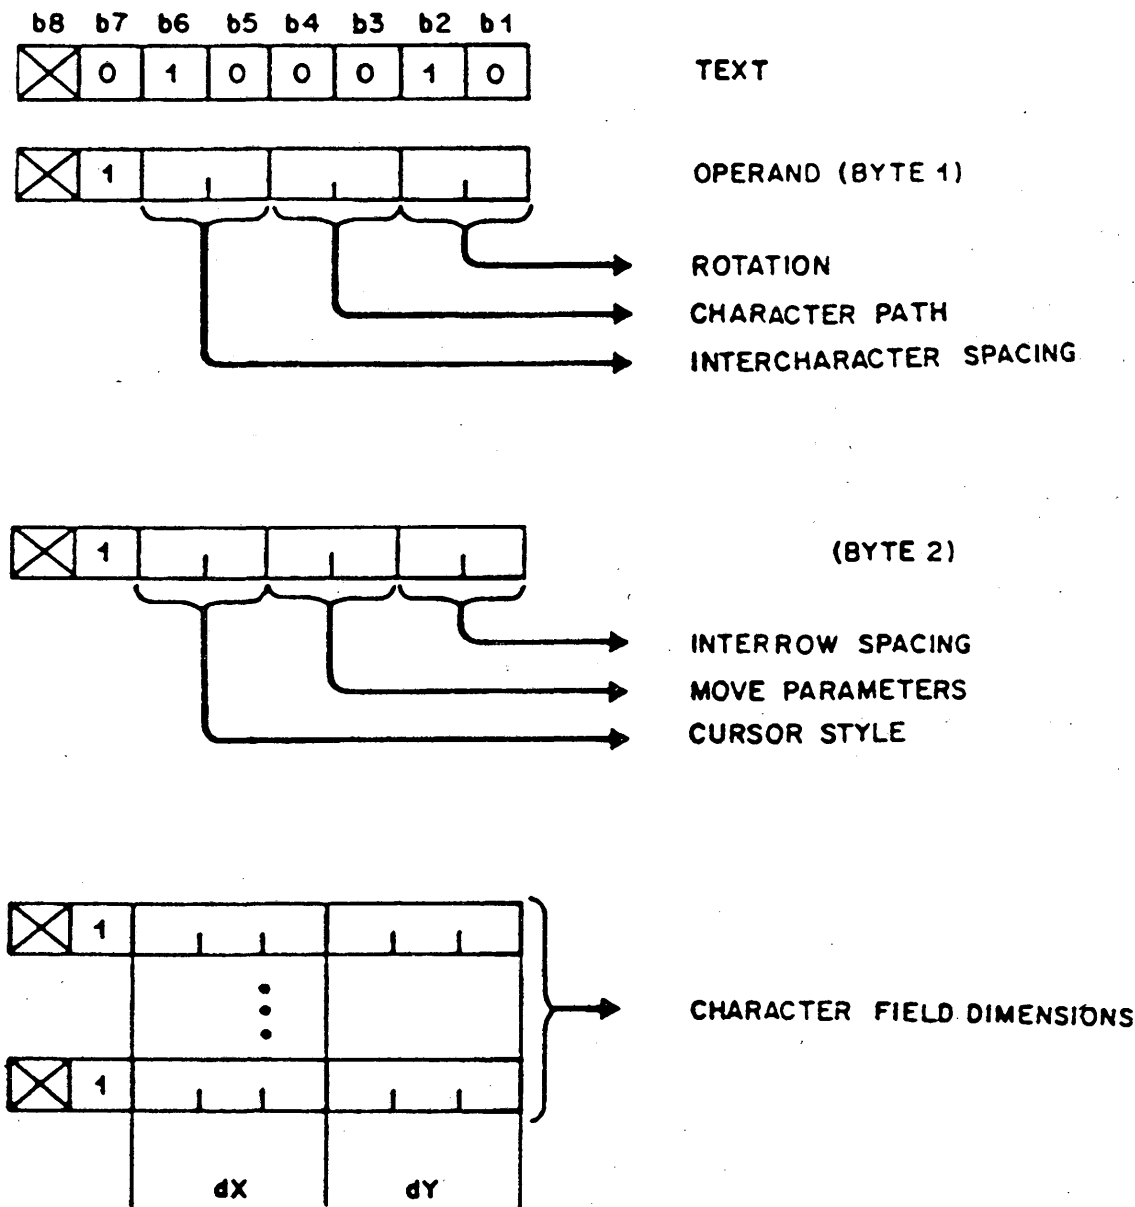 b8 b7 b6 b5 b4 b3 b2 b1
0 1 0 0 0 1 0 TEXT
1 OPERAND (BYTE 1)
ROTATION
CHARACTER PATH
INTERCHARACTER SPACING
1 (BYTE 2)
INTERROW SPACING
MOVE PARAMETERS
CURSOR STYLE
1
CHARACTER FIELD DIMENSIONS
1
dX dY